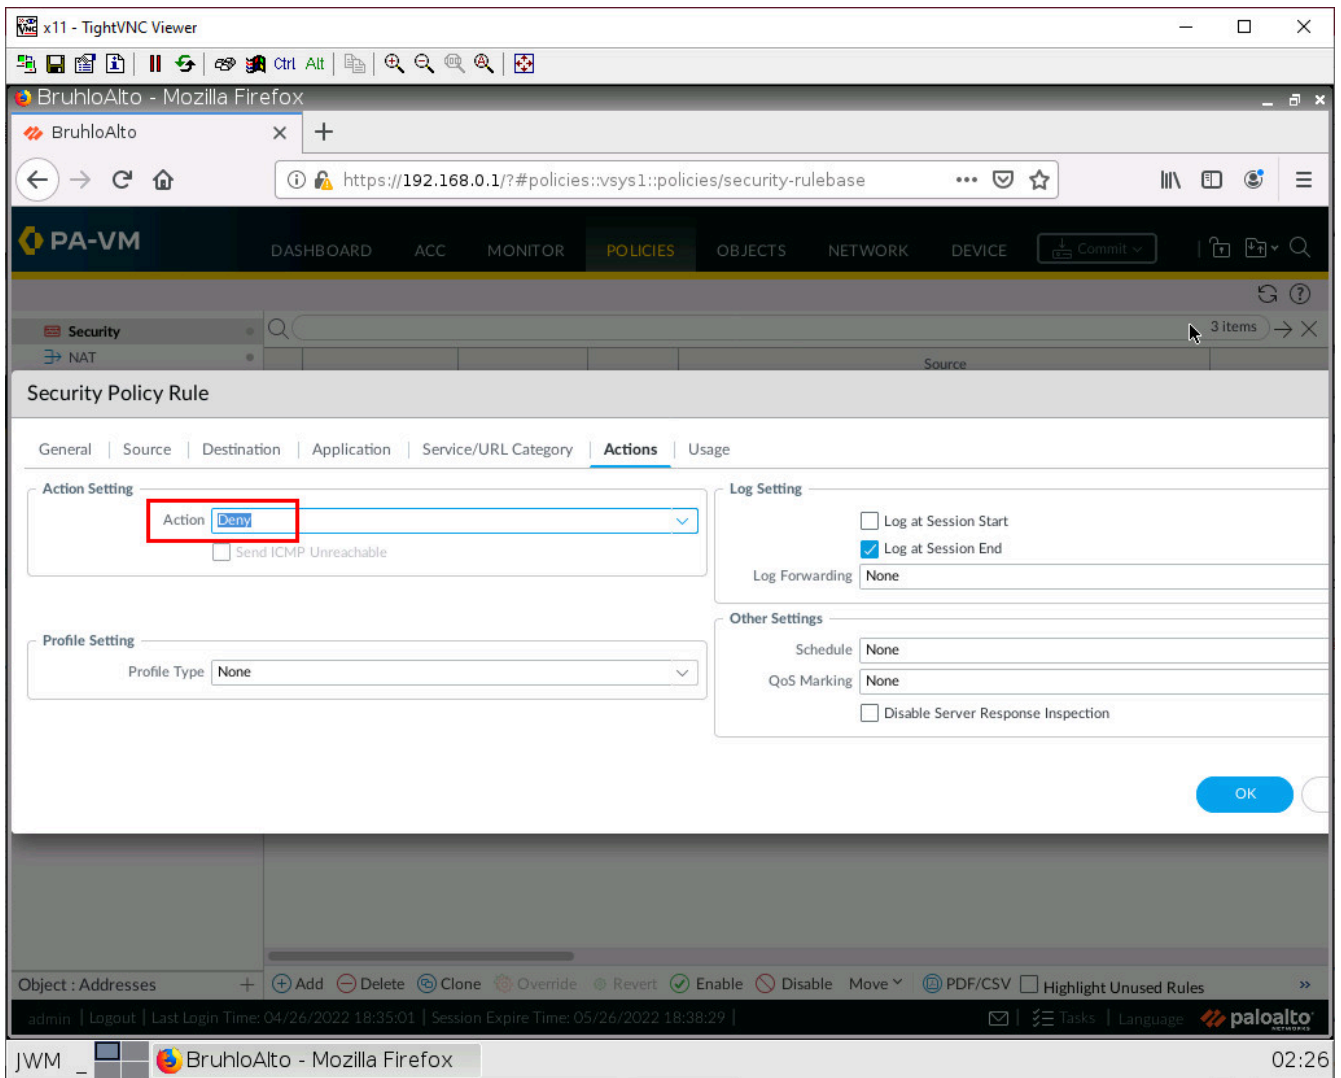 x11 - TightVNC Viewer
Ctrl Alt
BruhloAlto - Mozilla Firefox
BruhloAlto
https://192.168.0.1/?#policies::vsys1::policies/security-rulebase
PA-VM
DASHBOARD ACC MONITOR POLICIES OBJECTS NETWORK DEVICE Commit
Security
3 items
NAT
Source
Security Policy Rule
General Source Destination Application Service/URL Category Actions Usage
Action Setting
Action Deny
Send ICMP Unreachable
Log Setting
Log at Session Start
Log at Session End
Log Forwarding None
Profile Setting
Profile Type None
Other Settings
Schedule None
QoS Marking None
Disable Server Response Inspection
OK
Object : Addresses
Add Delete Clone Override Revert Enable Disable Move PDF/CSV Highlight Unused Rules
admin | Logout | Last Login Time: 04/26/2022 18:35:01 | Session Expire Time: 05/26/2022 18:38:29 |
Tasks | Language paloalto NETWORKS
JWM BruhloAlto - Mozilla Firefox 02:26